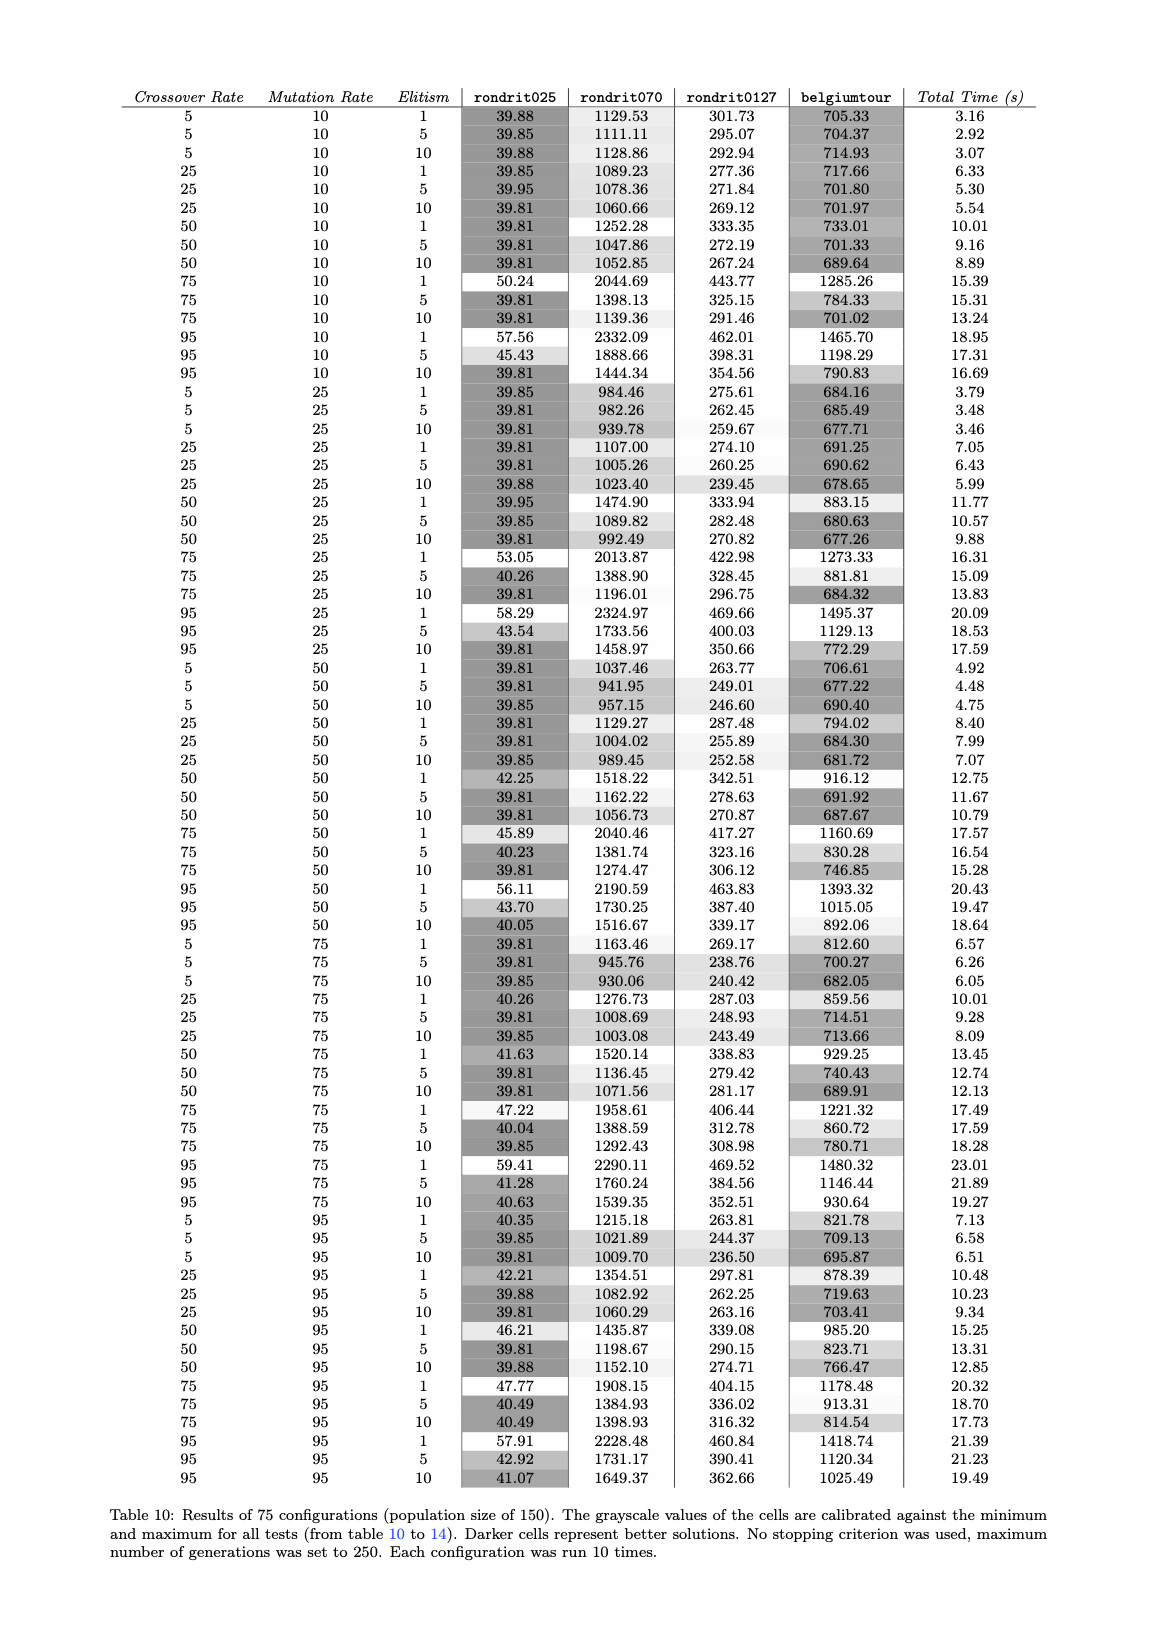 Crossover Rate Mutation Rate Elitism rondrit025 rondrit070 rondrit0127 belgiumtour Total Time (s)
5 10 1 39.88 1129.53 301.73 705.33 3.16
5 10 5 39.85 1111.11 295.07 704.37 2.92
5 10 10 39.88 1128.86 292.94 714.93 3.07
25 10 1 39.85 1089.23 277.36 717.66 6.33
25 10 5 39.95 1078.36 271.84 701.80 5.30
25 10 10 39.81 1060.66 269.12 701.97 5.54
50 10 1 39.81 1252.28 333.35 733.01 10.01
50 10 5 39.81 1047.86 272.19 701.33 9.16
50 10 10 39.81 1052.85 267.24 689.64 8.89
75 10 1 50.24 2044.69 443.77 1285.26 15.39
75 10 5 39.81 1398.13 325.15 784.33 15.31
75 10 10 39.81 1139.36 291.46 701.02 13.24
95 10 1 57.56 2332.09 462.01 1465.70 18.95
95 10 5 45.43 1888.66 398.31 1198.29 17.31
95 10 10 39.81 1444.34 354.56 790.83 16.69
5 25 1 39.85 984.46 275.61 684.16 3.79
5 25 5 39.81 982.26 262.45 685.49 3.48
5 25 10 39.81 939.78 259.67 677.71 3.46
25 25 1 39.81 1107.00 274.10 691.25 7.05
25 25 5 39.81 1005.26 260.25 690.62 6.43
25 25 10 39.88 1023.40 239.45 678.65 5.99
50 25 1 39.95 1474.90 333.94 883.15 11.77
50 25 5 39.85 1089.82 282.48 680.63 10.57
50 25 10 39.81 992.49 270.82 677.26 9.88
75 25 1 53.05 2013.87 422.98 1273.33 16.31
75 25 5 40.26 1388.90 328.45 881.81 15.09
75 25 10 39.81 1196.01 296.75 684.32 13.83
95 25 1 58.29 2324.97 469.66 1495.37 20.09
95 25 5 43.54 1733.56 400.03 1129.13 18.53
95 25 10 39.81 1458.97 350.66 772.29 17.59
5 50 1 39.81 1037.46 263.77 706.61 4.92
5 50 5 39.81 941.95 249.01 677.22 4.48
5 50 10 39.85 957.15 246.60 690.40 4.75
25 50 1 39.81 1129.27 287.48 794.02 8.40
25 50 5 39.81 1004.02 255.89 684.30 7.99
25 50 10 39.85 989.45 252.58 681.72 7.07
50 50 1 42.25 1518.22 342.51 916.12 12.75
50 50 5 39.81 1162.22 278.63 691.92 11.67
50 50 10 39.81 1056.73 270.87 687.67 10.79
75 50 1 45.89 2040.46 417.27 1160.69 17.57
75 50 5 40.23 1381.74 323.16 830.28 16.54
75 50 10 39.81 1274.47 306.12 746.85 15.28
95 50 1 56.11 2190.59 463.83 1393.32 20.43
95 50 5 43.70 1730.25 387.40 1015.05 19.47
95 50 10 40.05 1516.67 339.17 892.06 18.64
5 75 1 39.81 1163.46 269.17 812.60 6.57
5 75 5 39.81 945.76 238.76 700.27 6.26
5 75 10 39.85 930.06 240.42 682.05 6.05
25 75 1 40.26 1276.73 287.03 859.56 10.01
25 75 5 39.81 1008.69 248.93 714.51 9.28
25 75 10 39.85 1003.08 243.49 713.66 8.09
50 75 1 41.63 1520.14 338.83 929.25 13.45
50 75 5 39.81 1136.45 279.42 740.43 12.74
50 75 10 39.81 1071.56 281.17 689.91 12.13
75 75 1 47.22 1958.61 406.44 1221.32 17.49
75 75 5 40.04 1388.59 312.78 860.72 17.59
75 75 10 39.85 1292.43 308.98 780.71 18.28
95 75 1 59.41 2290.11 469.52 1480.32 23.01
95 75 5 41.28 1760.24 384.56 1146.44 21.89
95 75 10 40.63 1539.35 352.51 930.64 19.27
5 95 1 40.35 1215.18 263.81 821.78 7.13
5 95 5 39.85 1021.89 244.37 709.13 6.58
5 95 10 39.81 1009.70 236.50 695.87 6.51
25 95 1 42.21 1354.51 297.81 878.39 10.48
25 95 5 39.88 1082.92 262.25 719.63 10.23
25 95 10 39.81 1060.29 263.16 703.41 9.34
50 95 1 46.21 1435.87 339.08 985.20 15.25
50 95 5 39.81 1198.67 290.15 823.71 13.31
50 95 10 39.88 1152.10 274.71 766.47 12.85
75 95 1 47.77 1908.15 404.15 1178.48 20.32
75 95 5 40.49 1384.93 336.02 913.31 18.70
75 95 10 40.49 1398.93 316.32 814.54 17.73
95 95 1 57.91 2228.48 460.84 1418.74 21.39
95 95 5 42.92 1731.17 390.41 1120.34 21.23
95 95 10 41.07 1649.37 362.66 1025.49 19.49
Table 10: Results of 75 configurations (population size of 150). The grayscale values of the cells are calibrated against the minimum
and maximum for all tests (from table 10 to 14). Darker cells represent better solutions. No stopping criterion was used, maximum
number of generations was set to 250. Each configuration was run 10 times.